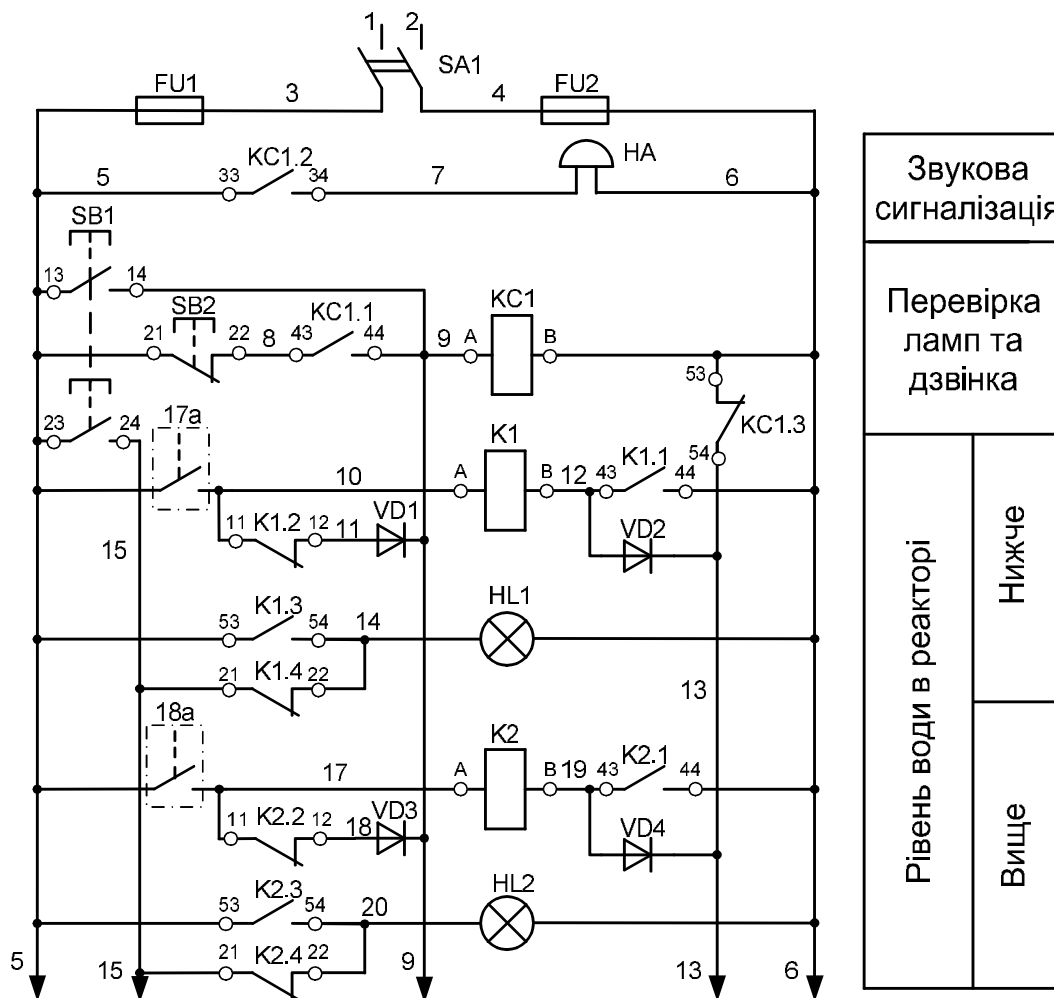 1 2
SA1
FU1 3 4 FU2
5 KC1.2 7 HA 6
33 34
SB1
13 14
SB2 KC1.1 KC1
21 22 8 43 44 9 A B
53
KC1.3
54
23 24 17a
10 K1 12 K1.1
A B 43 44
11 K1.2 12 11 VD1 VD2
15
K1.3 14 HL1
53 54
21 K1.4 22
13
18a
17 K2 19 K2.1
A B 43 44
11 K2.2 12 18 VD3 VD4
K2.3 20 HL2
53 54
21 K2.4 22
5 15 9 13 6
Звукова
сигналізація
Перевірка
ламп та
дзвінка
Рівень води в реакторі
Нижче
Вище